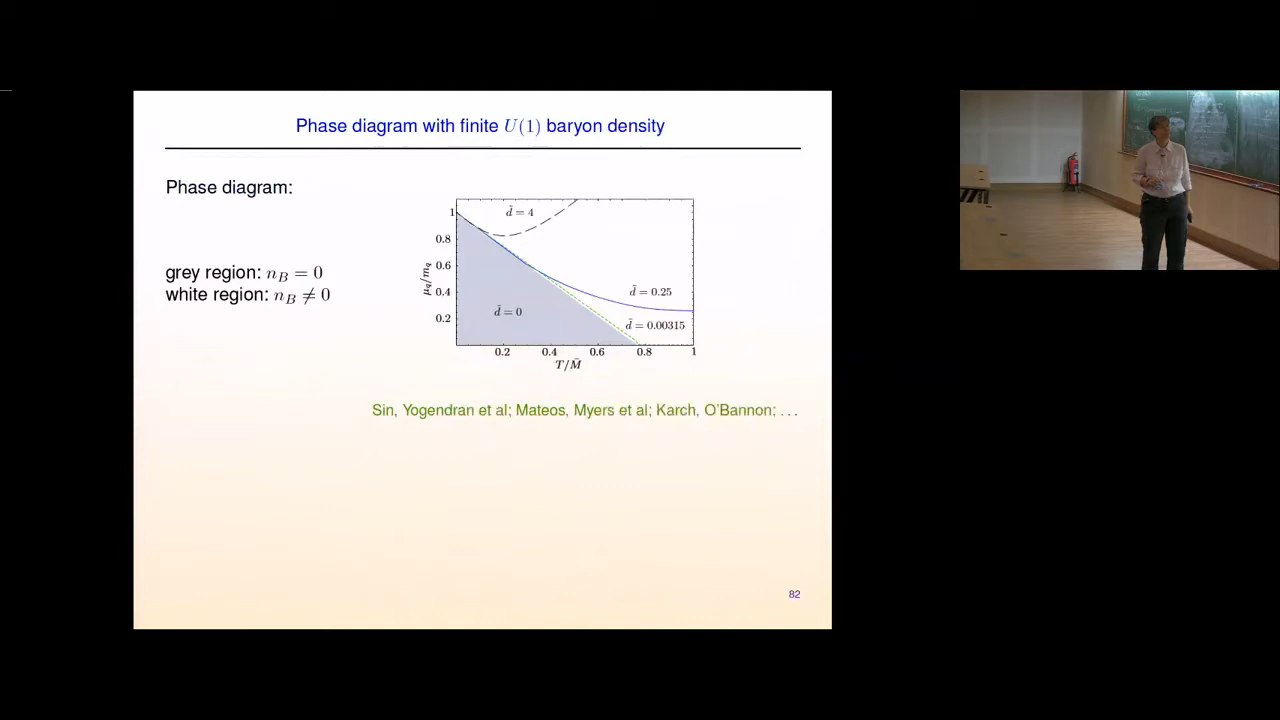 Phase diagram with finite U(1) baryon density
Phase diagram:
grey region: n_B = 0
white region: n_B ≠ 0
1
0.8
0.6
0.4
0.2
μ_q/m_q
d̃ = 4
d̃ = 0.25
d̃ = 0
d̃ = 0.00315
0.2 0.4 0.6 0.8 1
T/M̄
Sin, Yogendran et al; Mateos, Myers et al; Karch, O'Bannon; ...
82